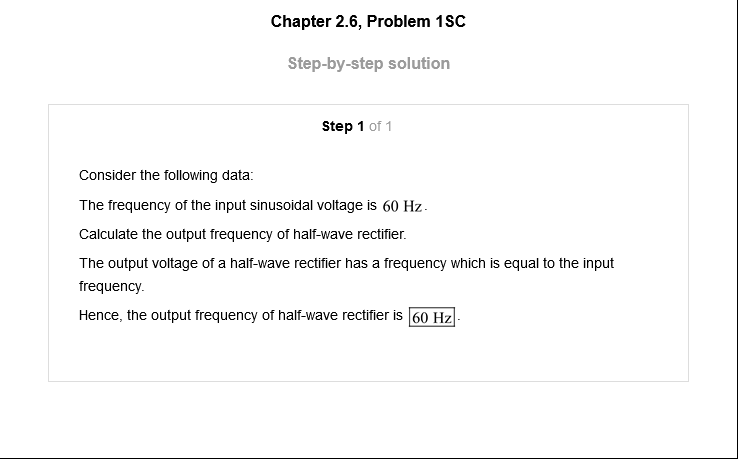 Chapter 2.6, Problem 1SC
Step-by-step solution
Step 1 of 1
Consider the following data:
The frequency of the input sinusoidal voltage is 60 Hz.
Calculate the output frequency of half-wave rectifier.
The output voltage of a half-wave rectifier has a frequency which is equal to the input
frequency.
Hence, the output frequency of half-wave rectifier is 60 Hz.